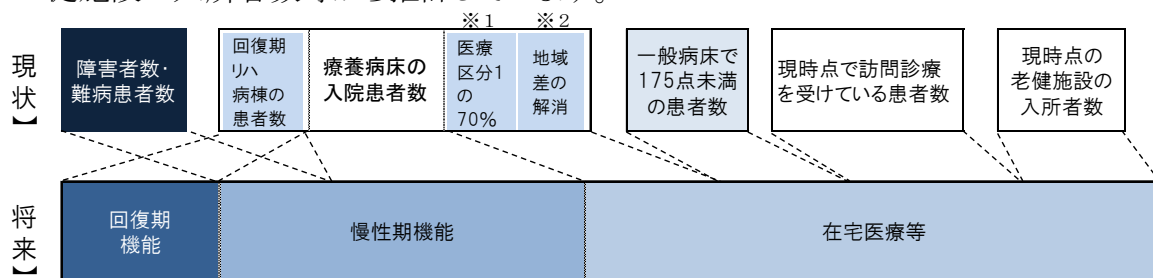 ※1 ※2
現状】
障害者数・
難病患者数
回復期
リハ
病棟の
患者数
療養病床の
入院患者数
医療
区分1
の
70%
地域
差の
解消
一般病床で
175点未満
の患者数
現時点で訪問診療
を受けている患者数
現時点の
老健施設の
入所者数
将来】
回復期
機能
慢性期機能
在宅医療等